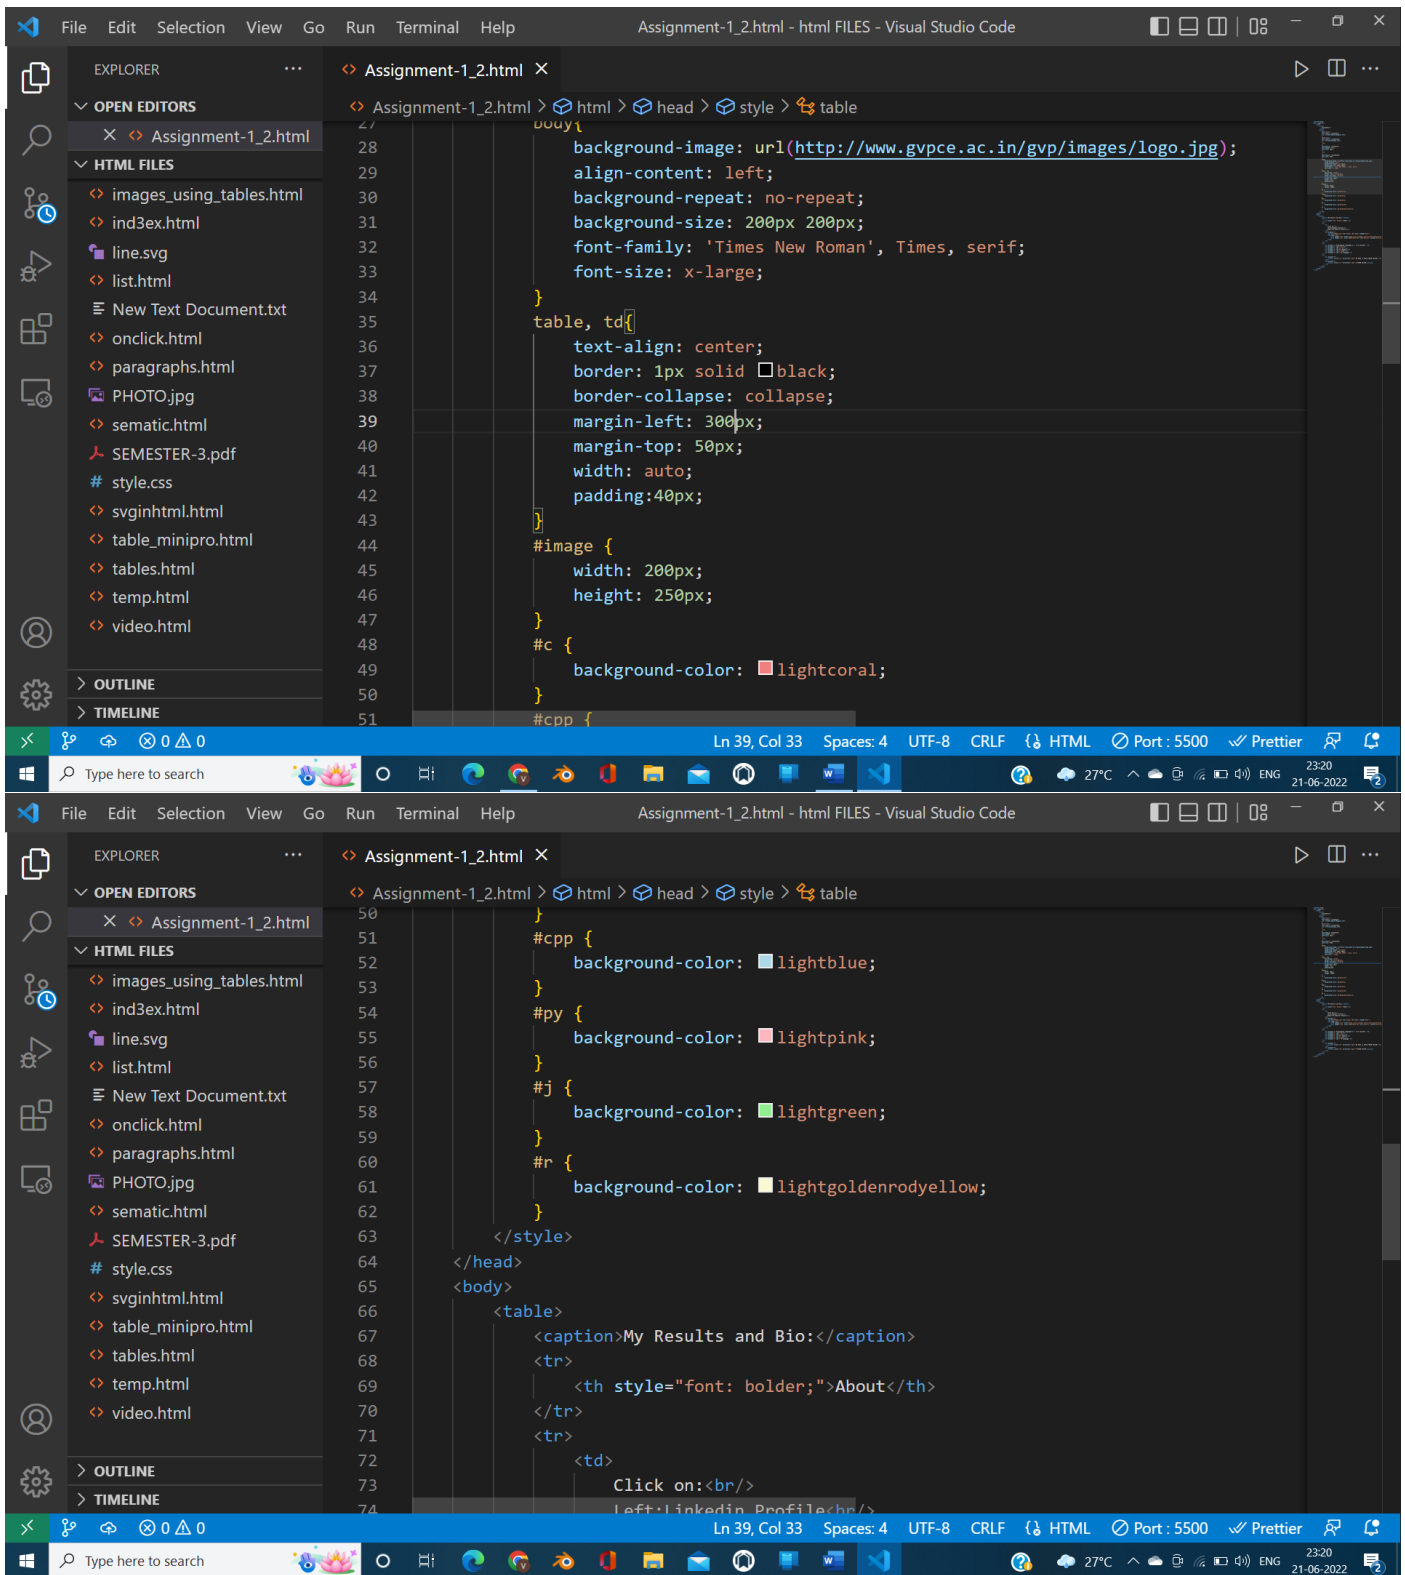 File Edit Selection View Go Run Terminal Help Assignment-1_2.html - html FILES - Visual Studio Code
EXPLORER
OPEN EDITORS
Assignment-1_2.html
HTML FILES
images_using_tables.html
ind3ex.html
line.svg
list.html
New Text Document.txt
onclick.html
paragraphs.html
PHOTO.jpg
sematic.html
SEMESTER-3.pdf
style.css
svginhtml.html
table_minipro.html
tables.html
temp.html
video.html
OUTLINE
TIMELINE
Assignment-1_2.html
Assignment-1_2.html > html > head > style > table
27 body{
28 background-image: url(http://www.gvpce.ac.in/gvp/images/logo.jpg);
29 align-content: left;
30 background-repeat: no-repeat;
31 background-size: 200px 200px;
32 font-family: 'Times New Roman', Times, serif;
33 font-size: x-large;
34 }
35 table, td{
36 text-align: center;
37 border: 1px solid black;
38 border-collapse: collapse;
39 margin-left: 300px;
40 margin-top: 50px;
41 width: auto;
42 padding:40px;
43 }
44 #image {
45 width: 200px;
46 height: 250px;
47 }
48 #c {
49 background-color: lightcoral;
50 }
51 #cpp {
0 0 Ln 39, Col 33 Spaces: 4 UTF-8 CRLF HTML Port : 5500 Prettier
Type here to search 27°C ENG 23:20
21-06-2022 2
File Edit Selection View Go Run Terminal Help Assignment-1_2.html - html FILES - Visual Studio Code
EXPLORER
OPEN EDITORS
Assignment-1_2.html
HTML FILES
images_using_tables.html
ind3ex.html
line.svg
list.html
New Text Document.txt
onclick.html
paragraphs.html
PHOTO.jpg
sematic.html
SEMESTER-3.pdf
style.css
svginhtml.html
table_minipro.html
tables.html
temp.html
video.html
OUTLINE
TIMELINE
Assignment-1_2.html
Assignment-1_2.html > html > head > style > table
50 }
51 #cpp {
52 background-color: lightblue;
53 }
54 #py {
55 background-color: lightpink;
56 }
57 #j {
58 background-color: lightgreen;
59 }
60 #r {
61 background-color: lightgoldenrodyellow;
62 }
63 </style>
64 </head>
65 <body>
66 <table>
67 <caption>My Results and Bio:</caption>
68 <tr>
69 <th style="font: bolder;">About</th>
70 </tr>
71 <tr>
72 <td>
73 Click on:<br/>
74 Left:Linkedin Profile<br/>
0 0 Ln 39, Col 33 Spaces: 4 UTF-8 CRLF HTML Port : 5500 Prettier
Type here to search 27°C ENG 23:20
21-06-2022 2